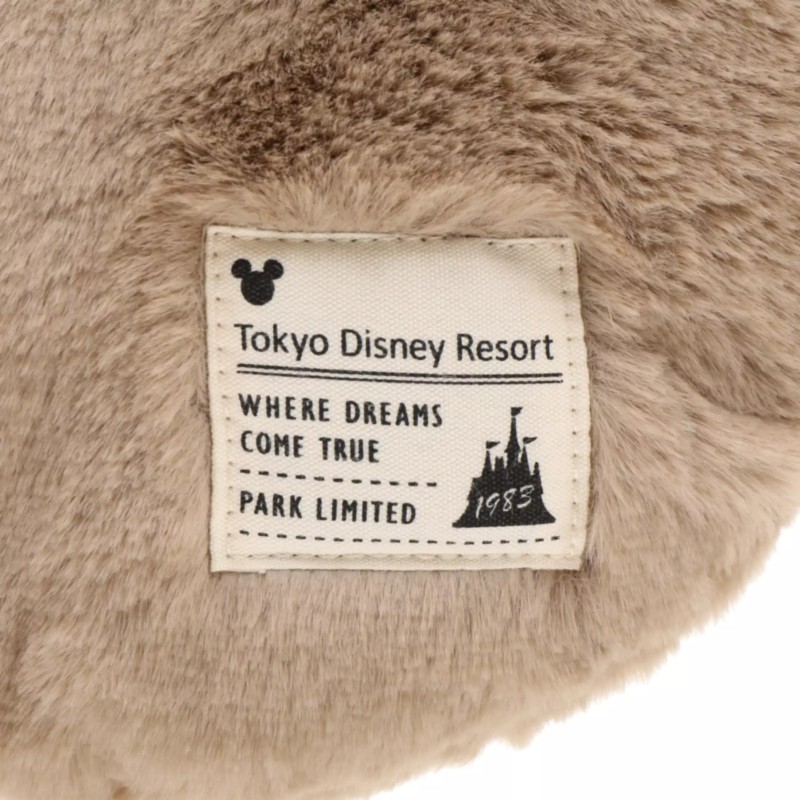 Tokyo Disney Resort
WHERE DREAMS
COME TRUE
PARK LIMITED
1983